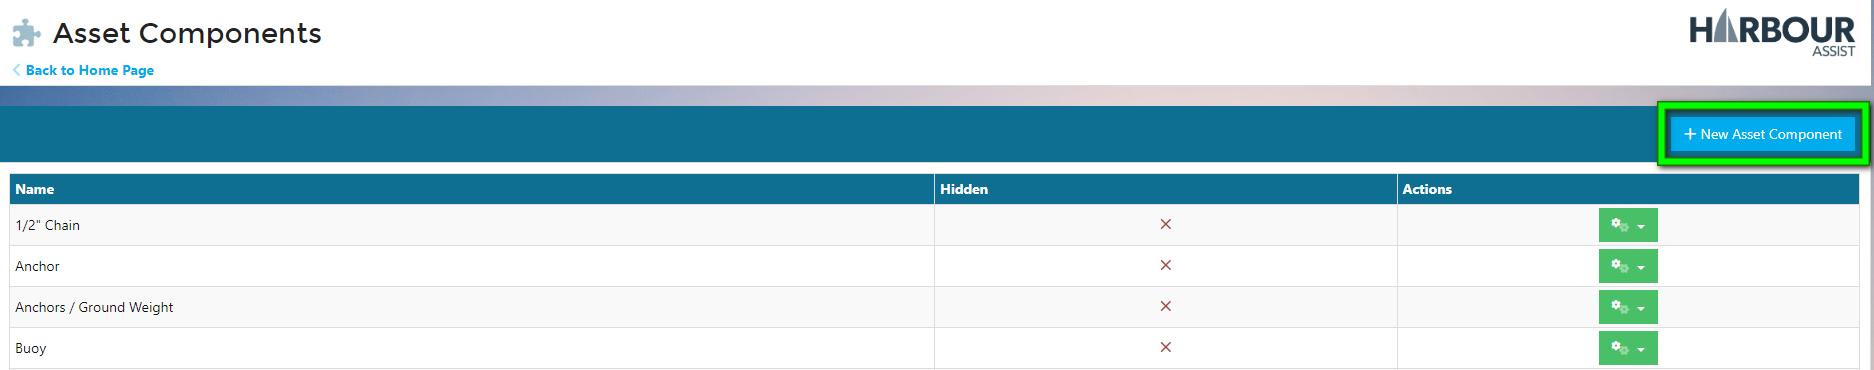 Asset Components
HARBOUR
ASSIST
Back to Home Page
+ New Asset Component
Name Hidden Actions
1/2" Chain
Anchor
Anchors / Ground Weight
Buoy